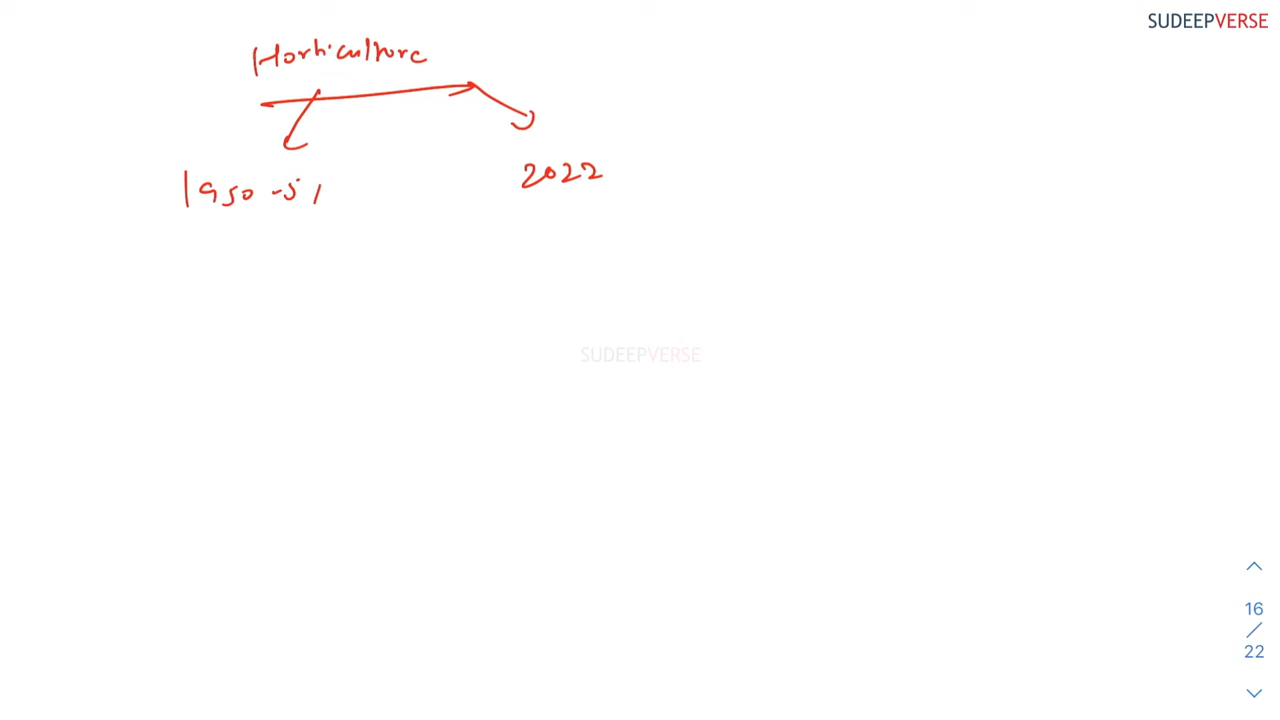 SUDEEPVERSE
Horticulture
1950-51
2022
SUDEEPVERSE
16
/
22